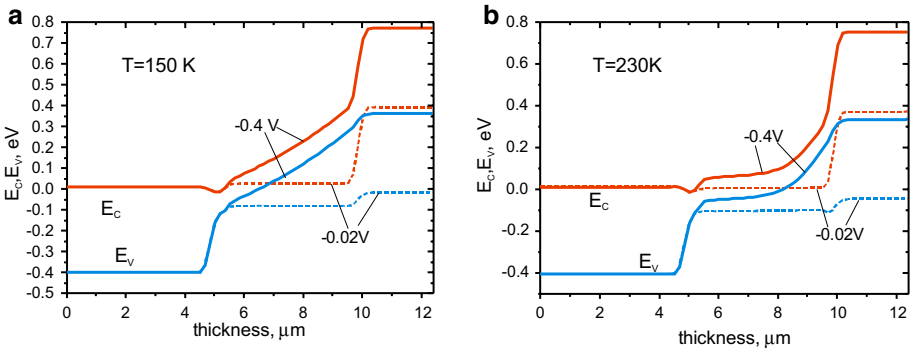 a
T=150 K
E_C,E_V, eV
0.8
0.7
0.6
0.5
0.4
0.3
0.2
0.1
0.0
-0.1
-0.2
-0.3
-0.4
-0.5
-0.4 V
-0.02V
E_C
E_V
0 2 4 6 8 10 12
thickness, μm
b
T=230K
E_C,E_V, eV
0.8
0.6
0.4
0.2
0.0
-0.2
-0.4
-0.4V
-0.02V
E_C
E_V
0 2 4 6 8 10 12
thickness, μm